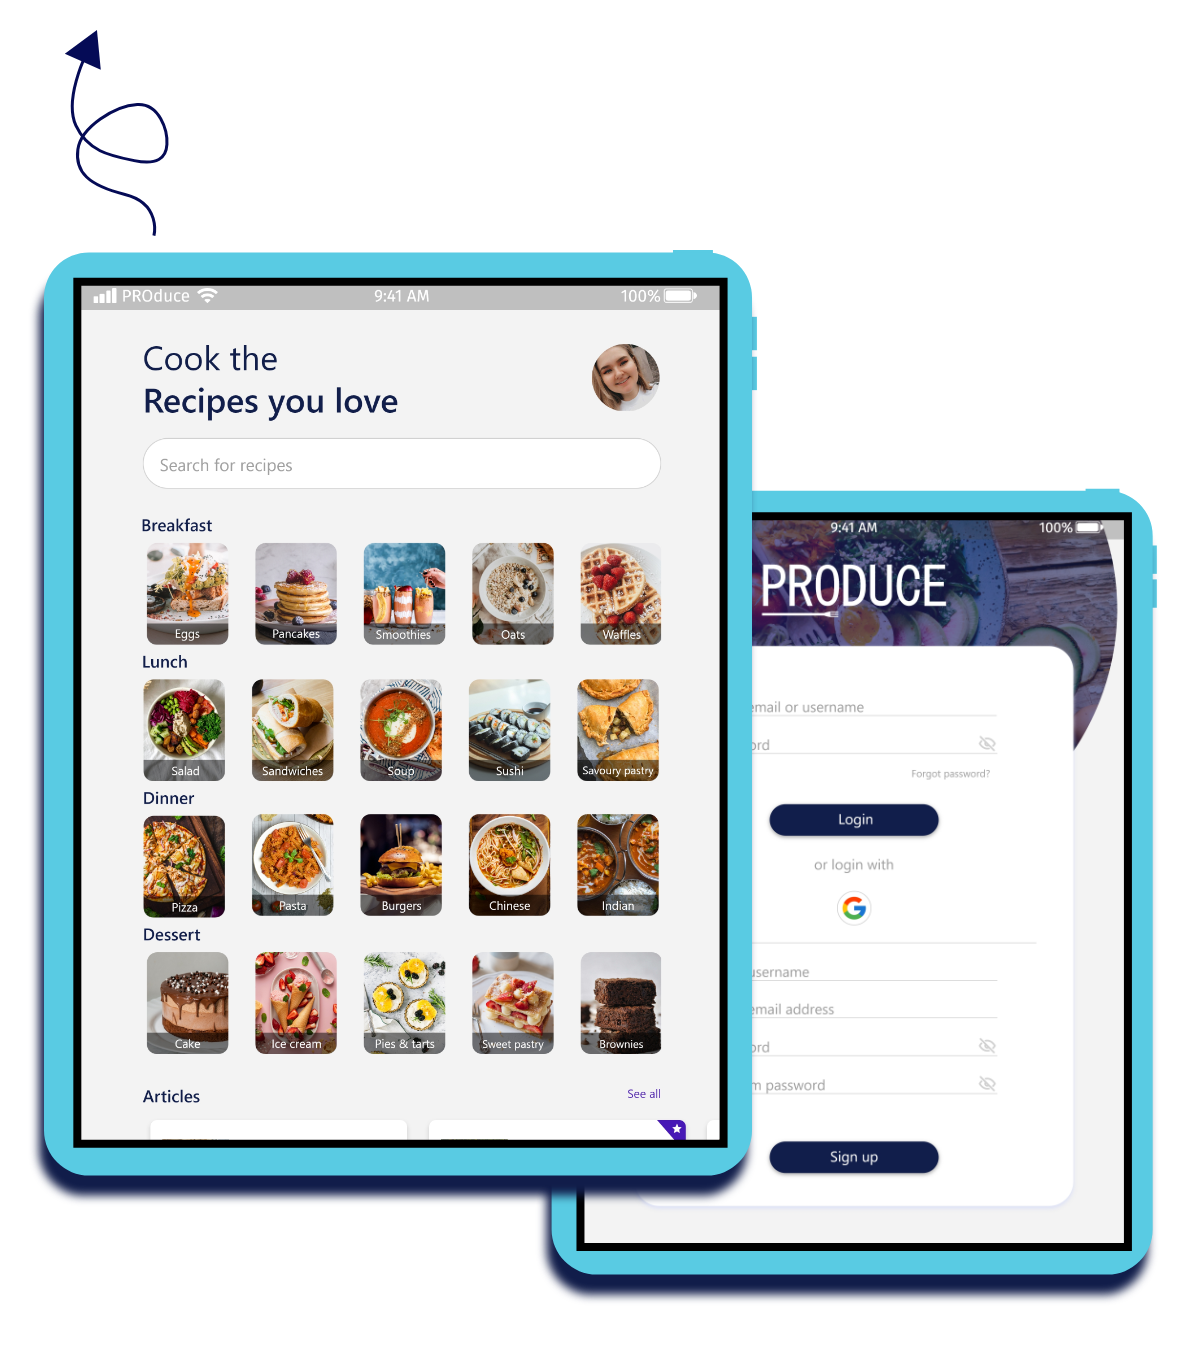 PROduce 9:41 AM 100%
Cook the
Recipes you love
Search for recipes
Breakfast
Eggs Pancakes Smoothies Oats Waffles
Lunch
Salad Sandwiches Soup Sushi Savoury pastry
Dinner
Pizza Pasta Burgers Chinese Indian
Dessert
Cake Ice cream Pies & tarts Sweet pastry Brownies
Articles See all
9:41 AM 100%
PRODUCE
email or username
ord
Forgot password?
Login
or login with
G
username
email address
ord
m password
Sign up